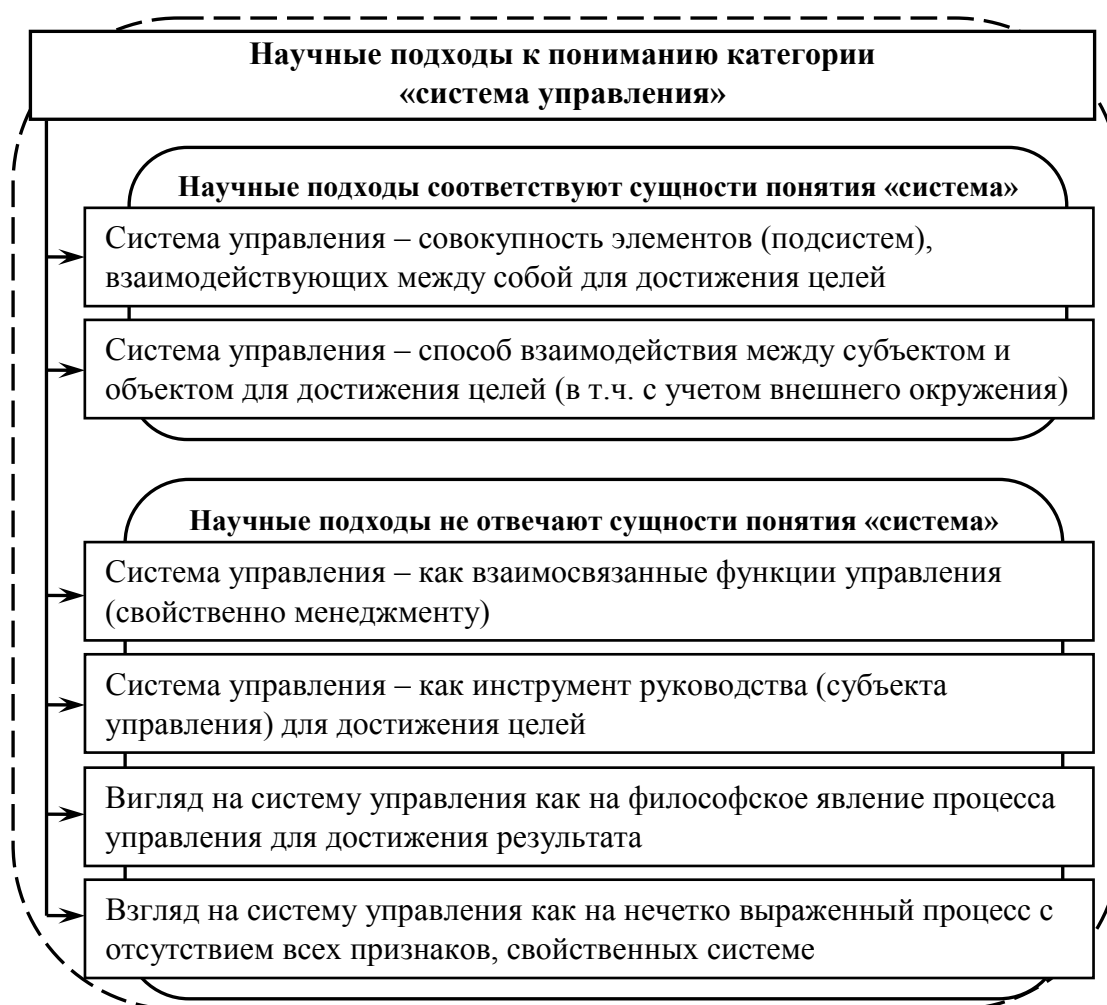 Научные подходы к пониманию категории
«система управления»
Научные подходы соответствуют сущности понятия «система»
Система управления – совокупность элементов (подсистем),
взаимодействующих между собой для достижения целей
Система управления – способ взаимодействия между субъектом и
объектом для достижения целей (в т.ч. с учетом внешнего окружения)
Научные подходы не отвечают сущности понятия «система»
Система управления – как взаимосвязанные функции управления
(свойственно менеджменту)
Система управления – как инструмент руководства (субъекта
управления) для достижения целей
Вигляд на систему управления как на философское явление процесса
управления для достижения результата
Взгляд на систему управления как на нечетко выраженный процесс с
отсутствием всех признаков, свойственных системе